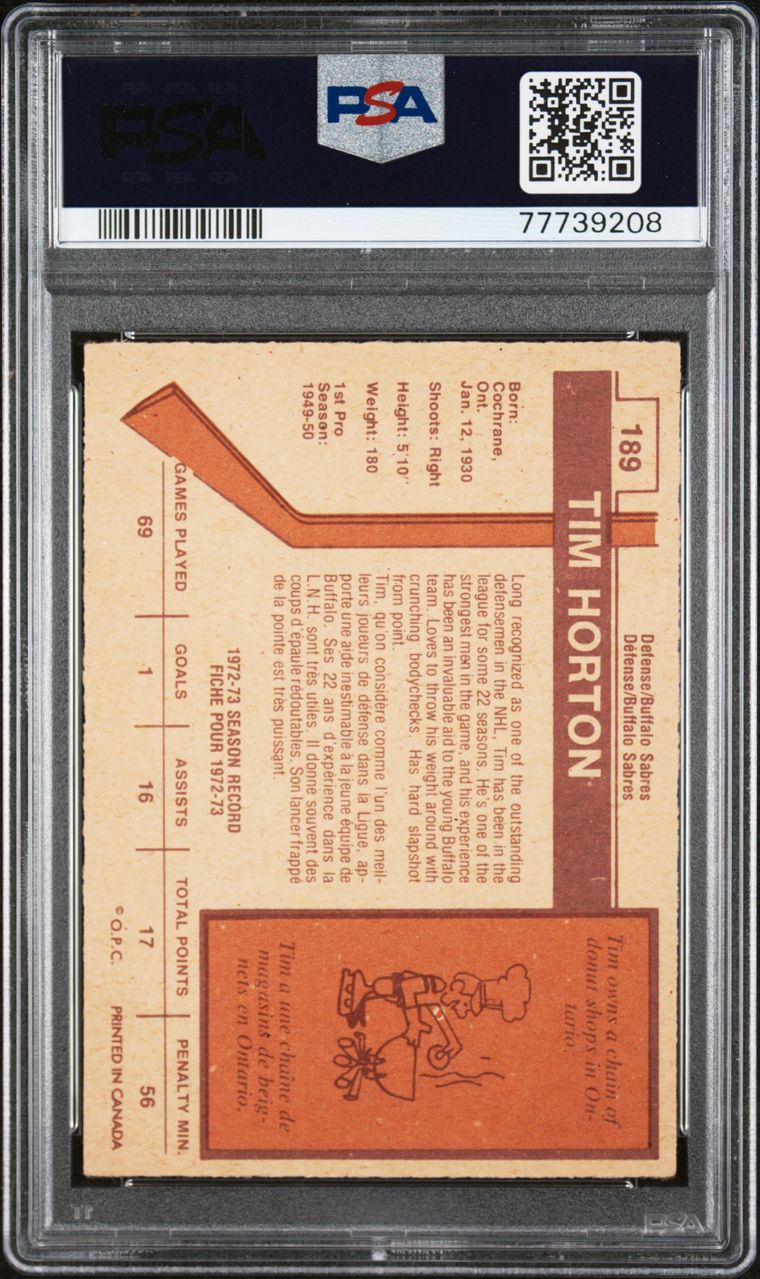 PSA
PSA
77739208
189
Defense/Buffalo Sabres
Défense/Buffalo Sabres
TIM HORTON
Born:
Cochrane,
Ont.
Jan. 12, 1930
Shoots: Right
Height: 5'10''
Weight: 180
1st Pro
Season:
1949-50
Long recognized as one of the outstanding
defensemen in the NHL, Tim has been in the
league for some 22 seasons. He's one of the
strongest men in the game, and his experience
has been an invaluable aid to the young Buffalo
team. Loves to throw his weight around with
crunching bodychecks. Has hard slapshot
from point.
Tim, qu'on considère comme l'un des meil-
leurs joueurs de défense dans la Ligue, ap-
porte une aide inestimable à la jeune équipe de
Buffalo. Ses 22 ans d'expérience dans la
L.N.H. sont très utiles. Il donne souvent des
coups d'épaule redoutables. Son lancer frappé
de la pointe est très puissant.
Tim owns a chain of
donut shops in On-
tario.
Tim a une chaîne de
magasins de beig-
nets en Ontario.
1972-73 SEASON RECORD
FICHE POUR 1972-73
GAMES PLAYED GOALS ASSISTS TOTAL POINTS PENALTY MIN.
69 1 16 17 56
© O.P.C. PRINTED IN CANADA
PSA